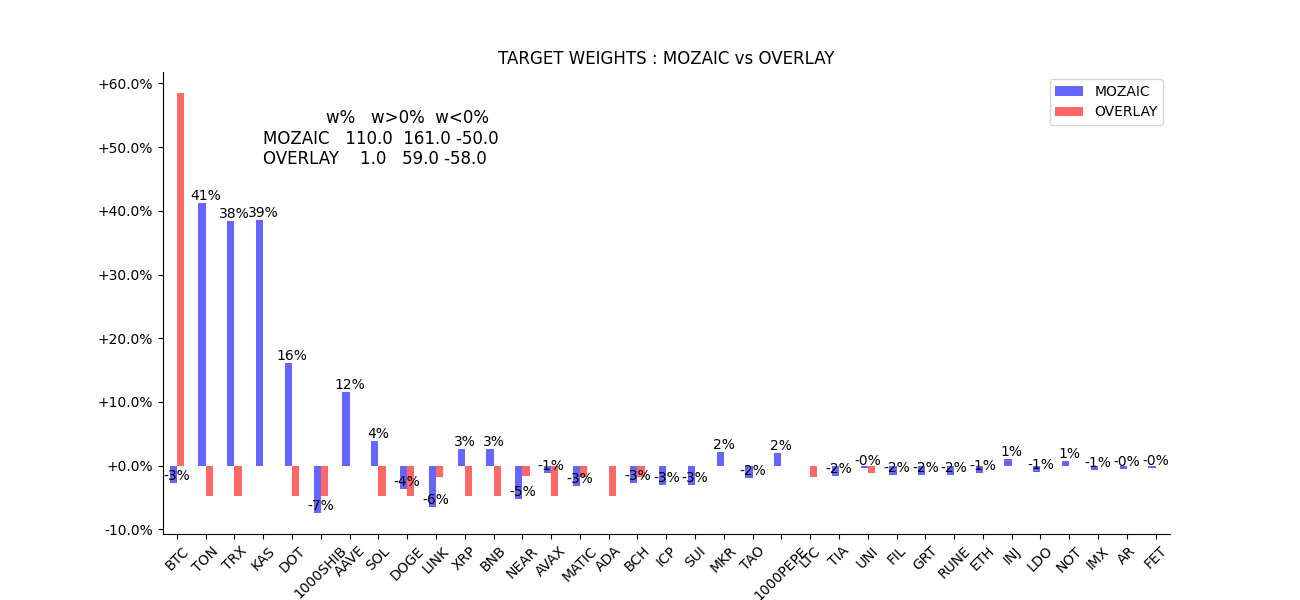 TARGET WEIGHTS : MOZAIC vs OVERLAY
+60.0%
+50.0%
+40.0%
+30.0%
+20.0%
+10.0%
+0.0%
-10.0%
MOZAIC
OVERLAY
w% w>0% w<0%
MOZAIC 110.0 161.0 -50.0
OVERLAY 1.0 59.0 -58.0
-3% 41% 38% 39% 16% -7% 12% 4% -4% -6% 3% 3% -5% -1% -3% -3% -3% -3% 2% -2% 2% -2% -0% -2% -2% -2% -1% 1% -1% 1% -1% -0% -0%
BTC TON TRX KAS DOT 1000SHIB AAVE SOL DOGE LINK XRP BNB NEAR AVAX MATIC ADA BCH ICP SUI MKR TAO 1000PEPE LTC TIA UNI FIL GRT RUNE ETH INJ LDO NOT IMX AR FET